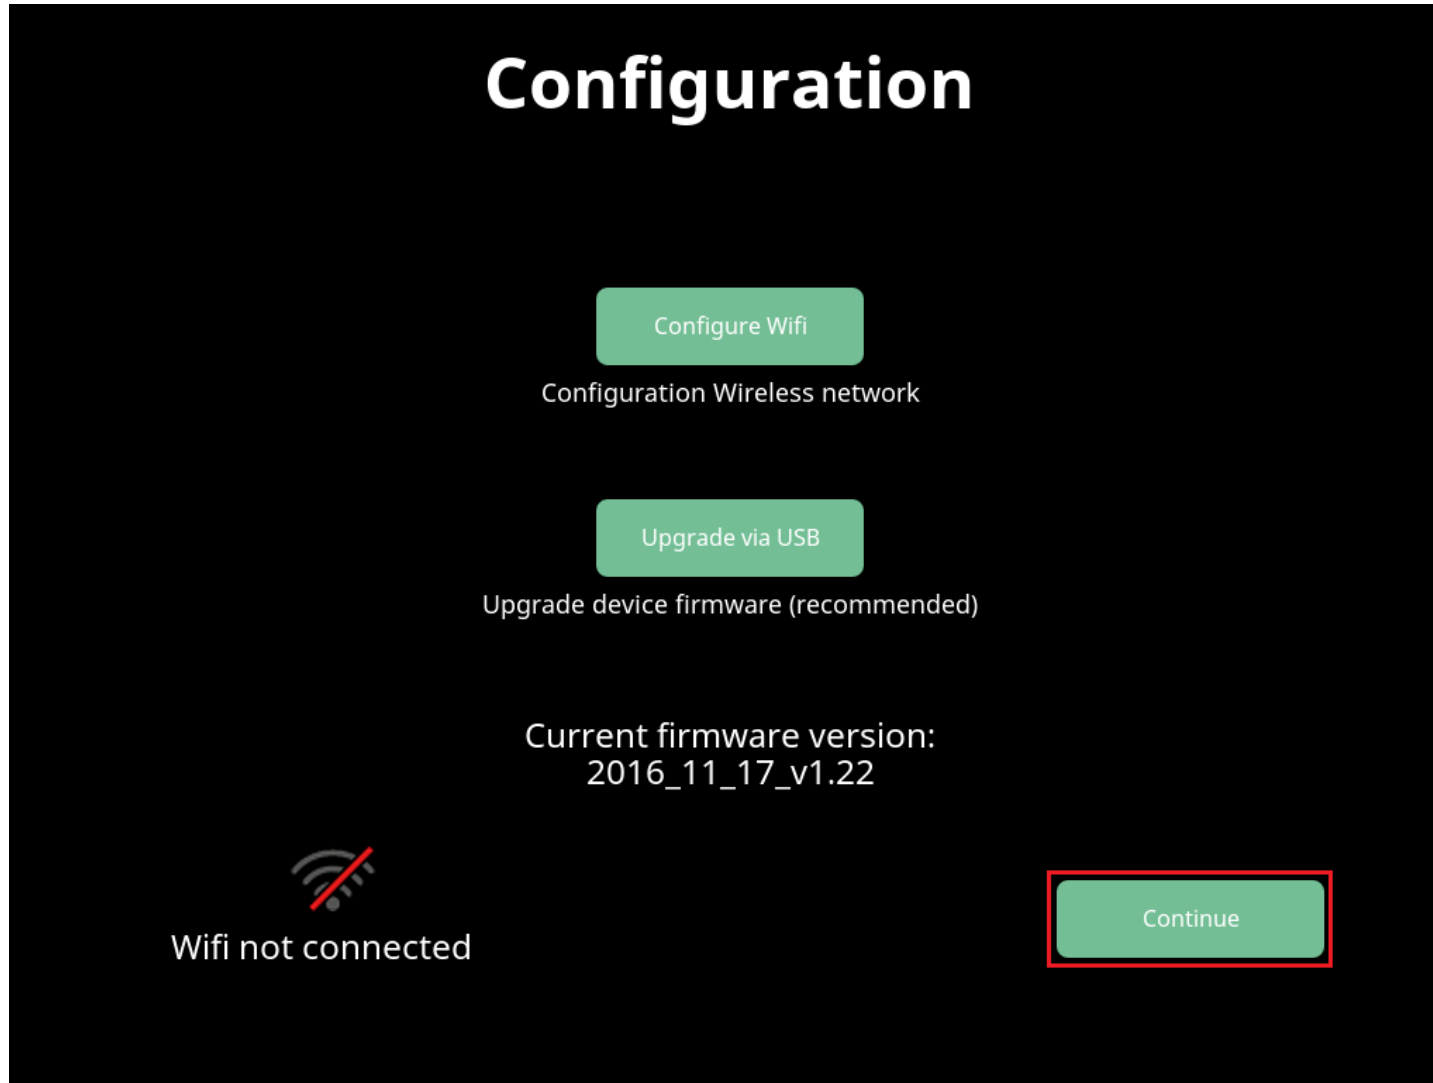 Configuration
Configure Wifi
Configuration Wireless network
Upgrade via USB
Upgrade device firmware (recommended)
Current firmware version:
2016_11_17_v1.22
Continue
Wifi not connected